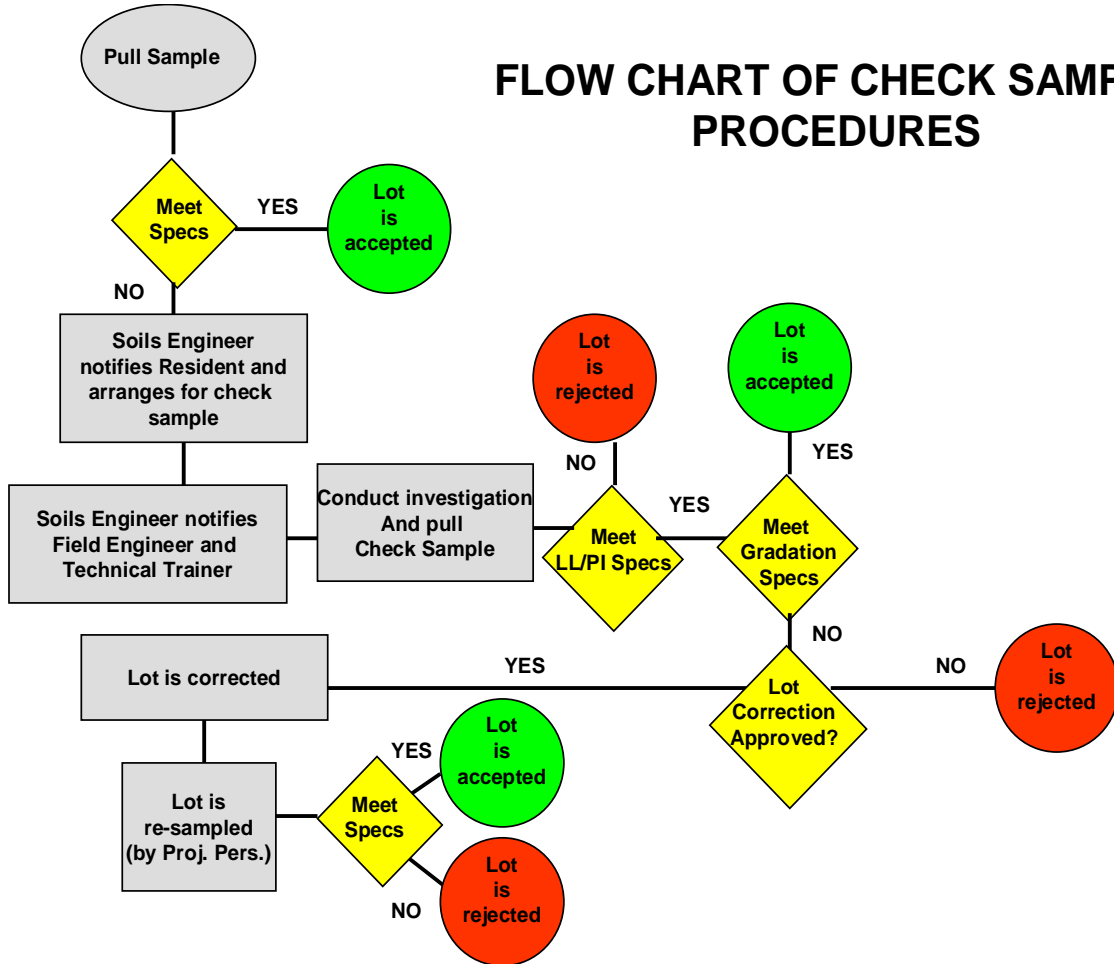 Pull Sample
FLOW CHART OF CHECK SAMP
PROCEDURES
Meet
Specs
YES
Lot
is
accepted
NO
Soils Engineer
notifies Resident and
arranges for check
sample
Soils Engineer notifies
Field Engineer and
Technical Trainer
Conduct investigation
And pull
Check Sample
Lot
is
rejected
NO
Meet
LL/PI Specs
YES
Lot
is
accepted
YES
Meet
Gradation
Specs
NO
Lot
Correction
Approved?
NO
Lot
is
rejected
YES
Lot is corrected
Lot is
re-sampled
(by Proj. Pers.)
Meet
Specs
YES
Lot
is
accepted
NO
Lot
is
rejected